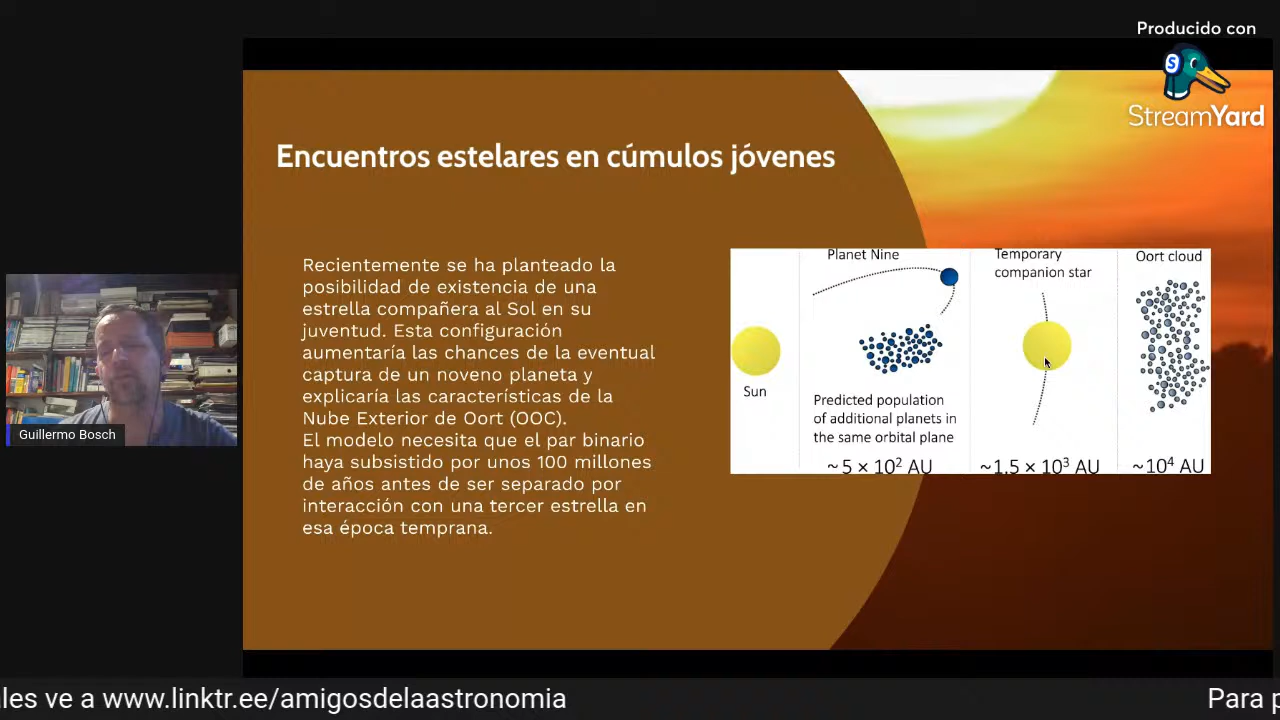 Producido con
StreamYard
Encuentros estelares en cúmulos jóvenes
Recientemente se ha planteado la
posibilidad de existencia de una
estrella compañera al Sol en su
juventud. Esta configuración
aumentaría las chances de la eventual
captura de un noveno planeta y
explicaría las características de la
Nube Exterior de Oort (OOC).
El modelo necesita que el par binario
haya subsistido por unos 100 millones
de años antes de ser separado por
interacción con una tercer estrella en
esa época temprana.
Sun
Planet Nine
Predicted population
of additional planets in
the same orbital plane
~ 5 × 10² AU
Temporary
companion star
~1.5 × 10³ AU
Oort cloud
~10⁴ AU
Guillermo Bosch
les ve a www.linktr.ee/amigosdelaastronomia
Para p